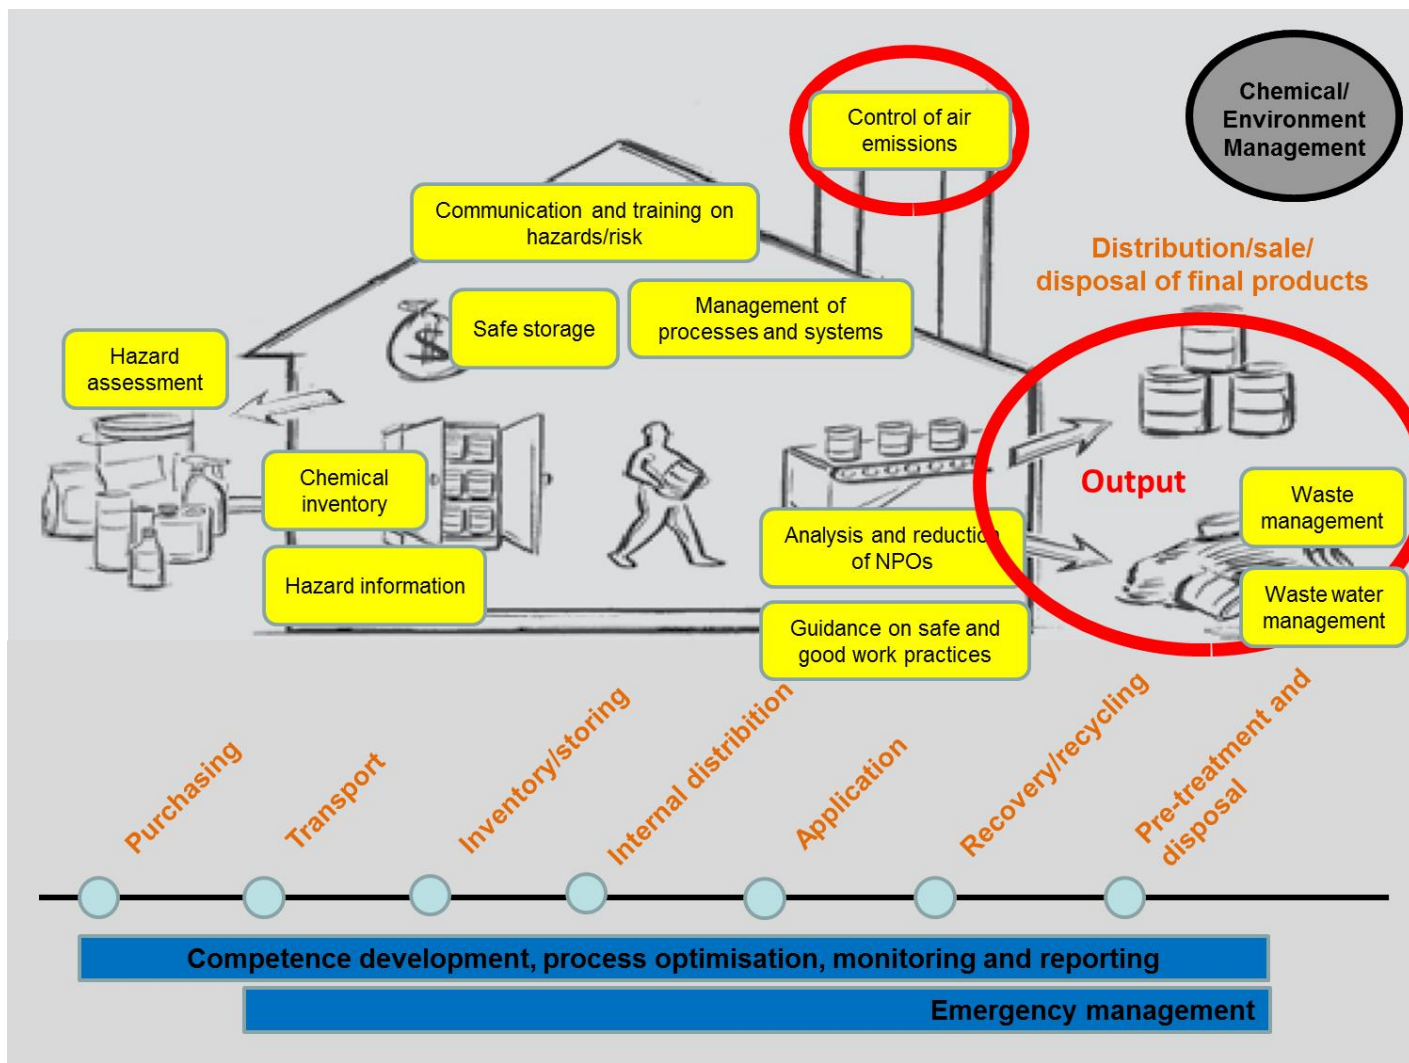 Control of air
emissions
Chemical/
Environment
Management
Communication and training on
hazards/risk
Distribution/sale/
disposal of final products
Safe storage
Management of
processes and systems
Hazard
assessment
$
Chemical
inventory
Output
Waste
management
Analysis and reduction
of NPOs
Hazard information
Waste water
management
Guidance on safe and
good work practices
Purchasing
Transport
Inventory/storing
Internal distribition
Application
Recovery/recycling
Pre-treatment and
disposal
Competence development, process optimisation, monitoring and reporting
Emergency management